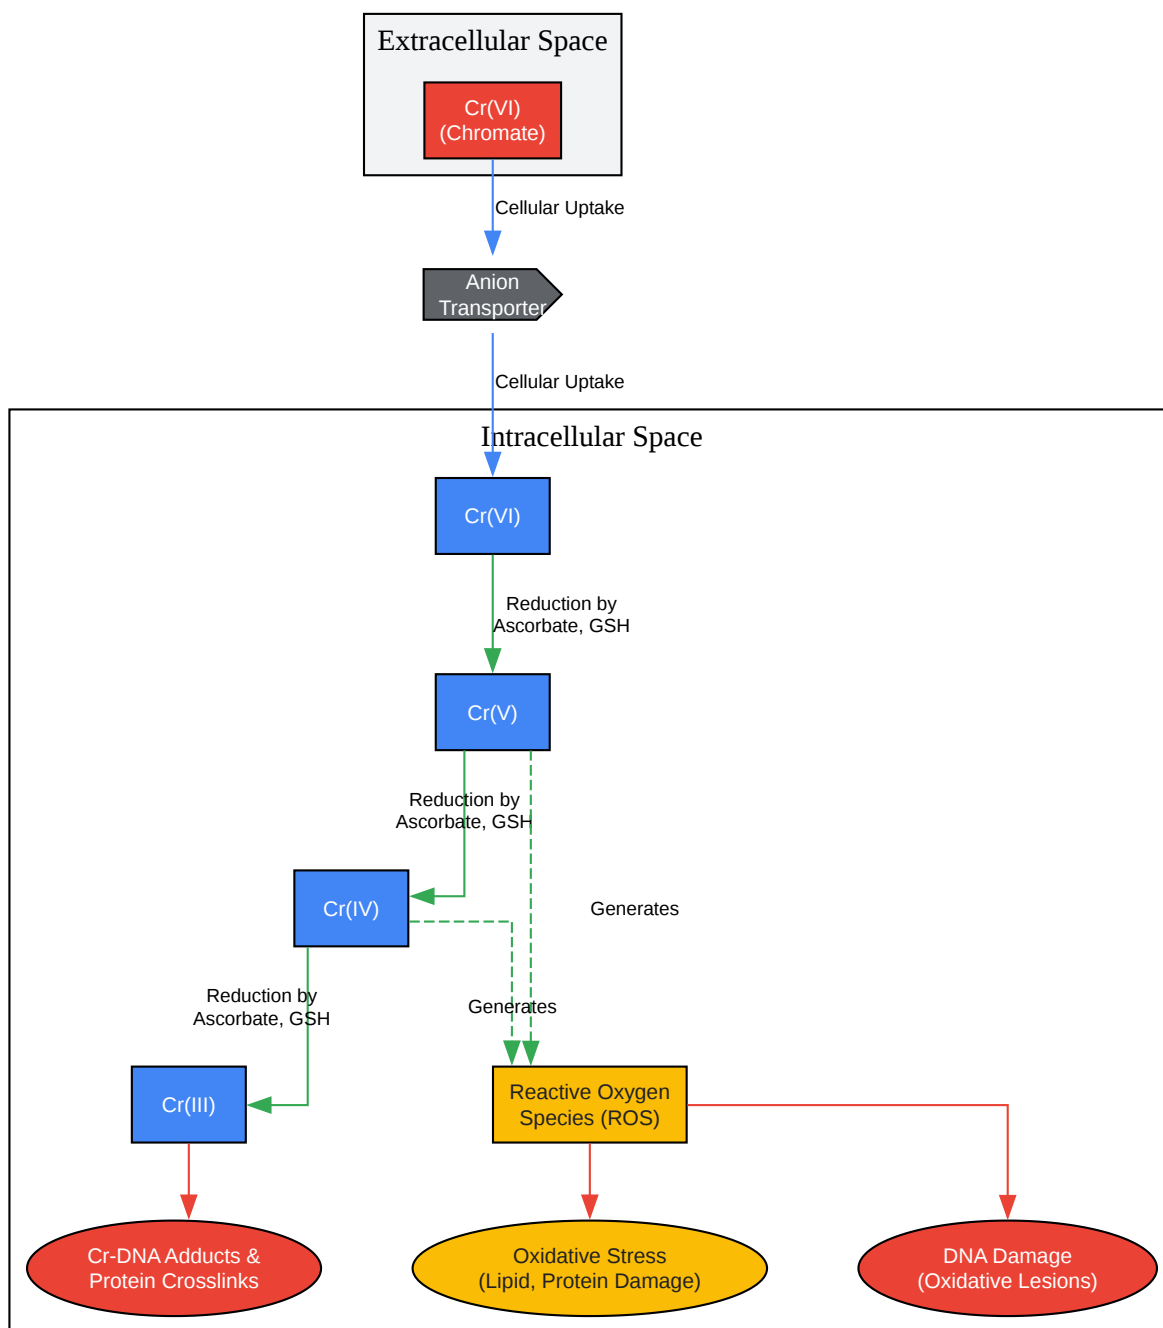 Extracellular Space
Cr(VI)
(Chromate)
Cellular Uptake
Anion
Transporter
Cellular Uptake
Intracellular Space
Cr(VI)
Reduction by
Ascorbate, GSH
Cr(V)
Reduction by
Ascorbate, GSH
Cr(IV)
Generates
Reduction by
Ascorbate, GSH
Generates
Cr(III)
Reactive Oxygen
Species (ROS)
Cr-DNA Adducts &
Protein Crosslinks
Oxidative Stress
(Lipid, Protein Damage)
DNA Damage
(Oxidative Lesions)